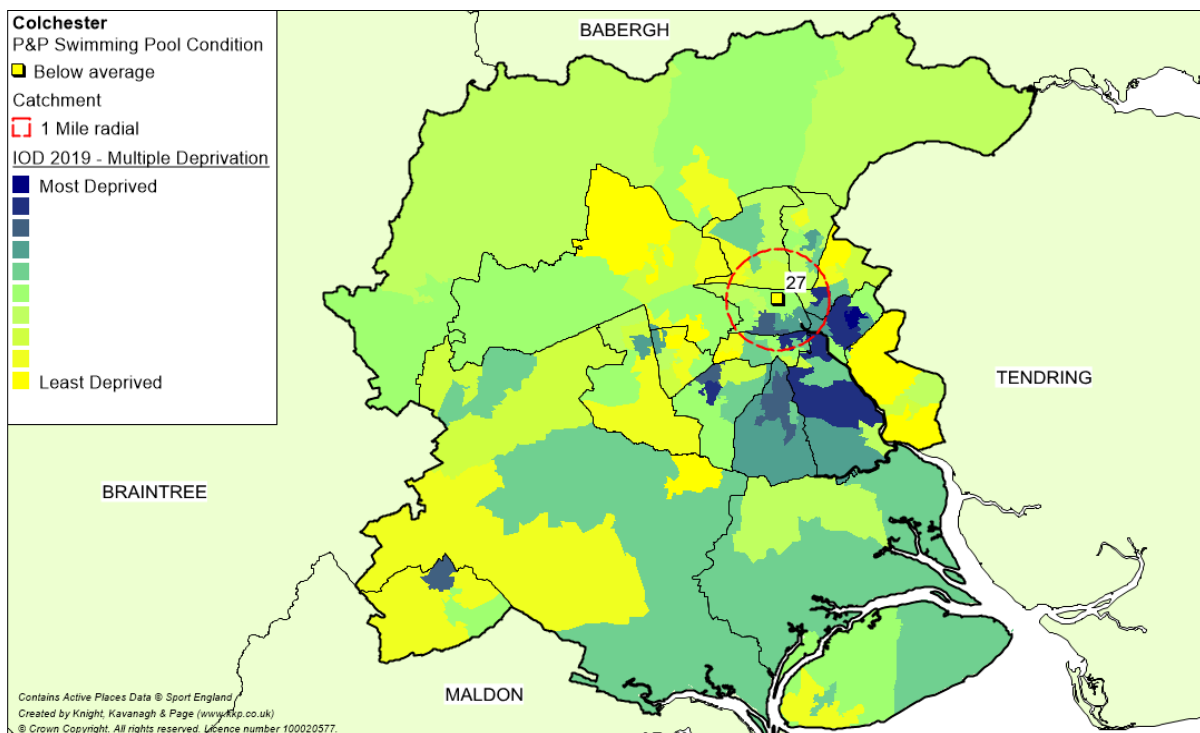 Colchester
P&P Swimming Pool Condition
Below average
Catchment
1 Mile radial
IOD 2019 - Multiple Deprivation
Most Deprived
Least Deprived
BABERGH
27
TENDRING
BRAINTREE
MALDON
Contains Active Places Data ® Sport England
Created by Knight, Kavanagh & Page (www.kkp.co.uk)
© Crown Copyright. All rights reserved. Licence number 100020577.